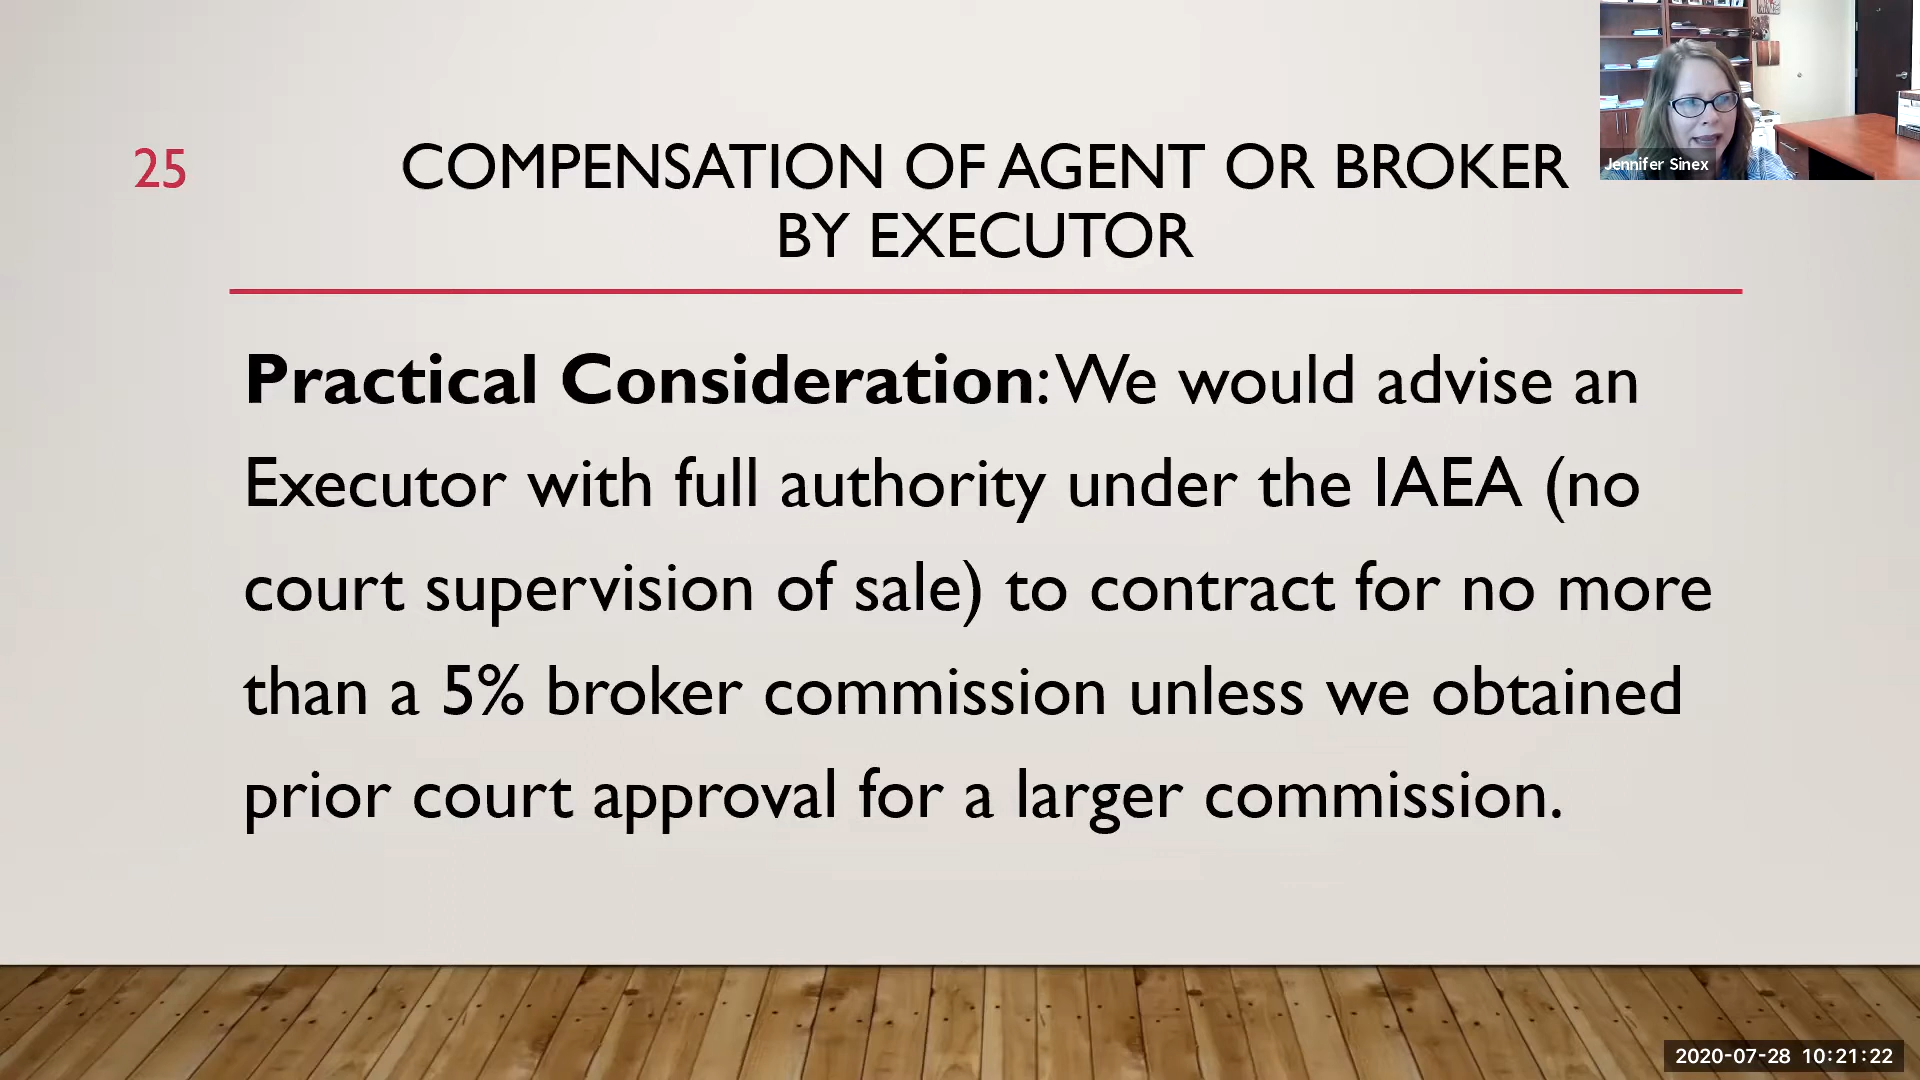 25
COMPENSATION OF AGENT OR BROKER
BY EXECUTOR
Jennifer Sinex
Practical Consideration: We would advise an
Executor with full authority under the IAEA (no
court supervision of sale) to contract for no more
than a 5% broker commission unless we obtained
prior court approval for a larger commission.
2020-07-28 10:21:22